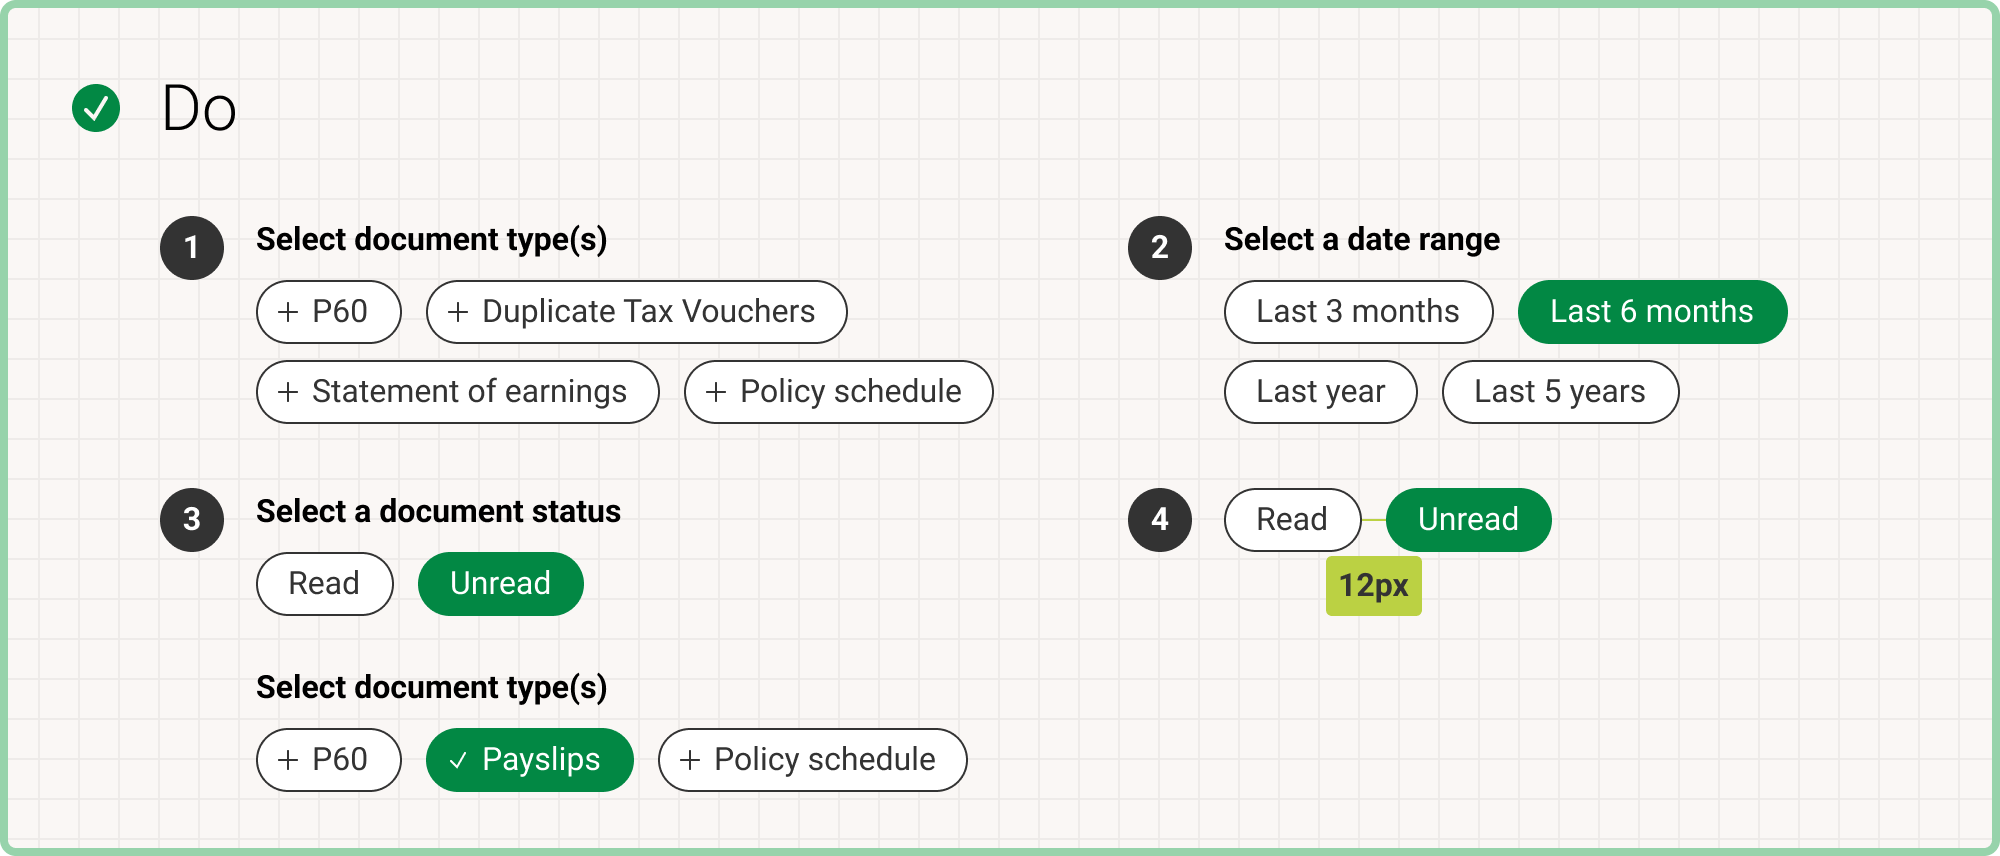 Do
1 Select document type(s)
+ P60 + Duplicate Tax Vouchers
+ Statement of earnings + Policy schedule
2 Select a date range
Last 3 months Last 6 months
Last year Last 5 years
3 Select a document status
Read Unread
Select document type(s)
+ P60 ✓ Payslips + Policy schedule
4 Read Unread
12px